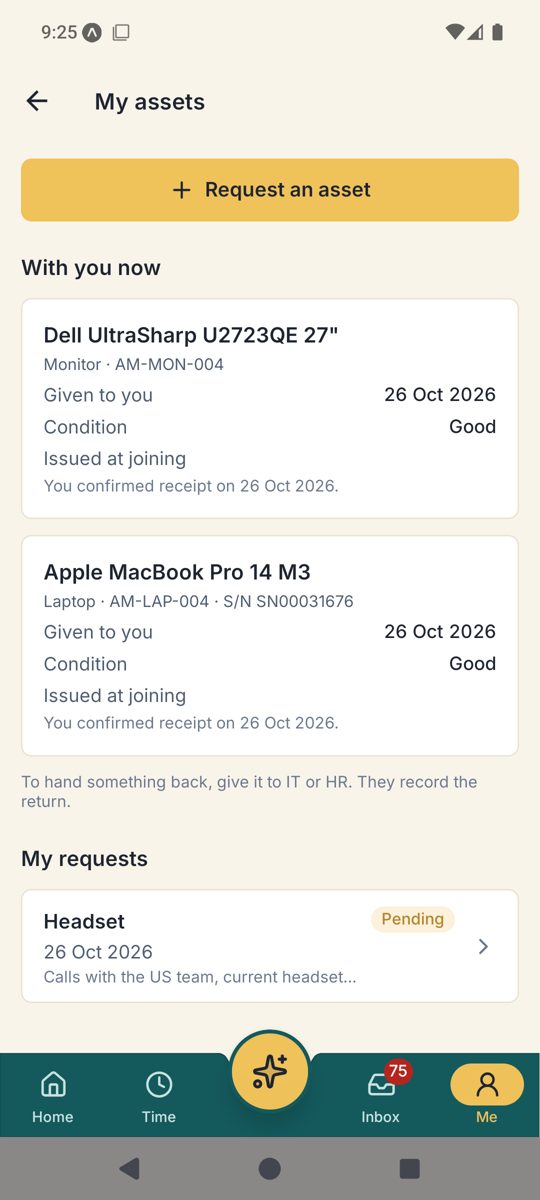 9:25
My assets
Request an asset
With you now
Dell UltraSharp U2723QE 27"
Monitor · AM-MON-004
Given to you 26 Oct 2026
Condition Good
Issued at joining
You confirmed receipt on 26 Oct 2026.
Apple MacBook Pro 14 M3
Laptop · AM-LAP-004 · S/N SN00031676
Given to you 26 Oct 2026
Condition Good
Issued at joining
You confirmed receipt on 26 Oct 2026.
To hand something back, give it to IT or HR. They record the
return.
My requests
Headset Pending
26 Oct 2026
Calls with the US team, current headset...
75
Home Time Inbox Me